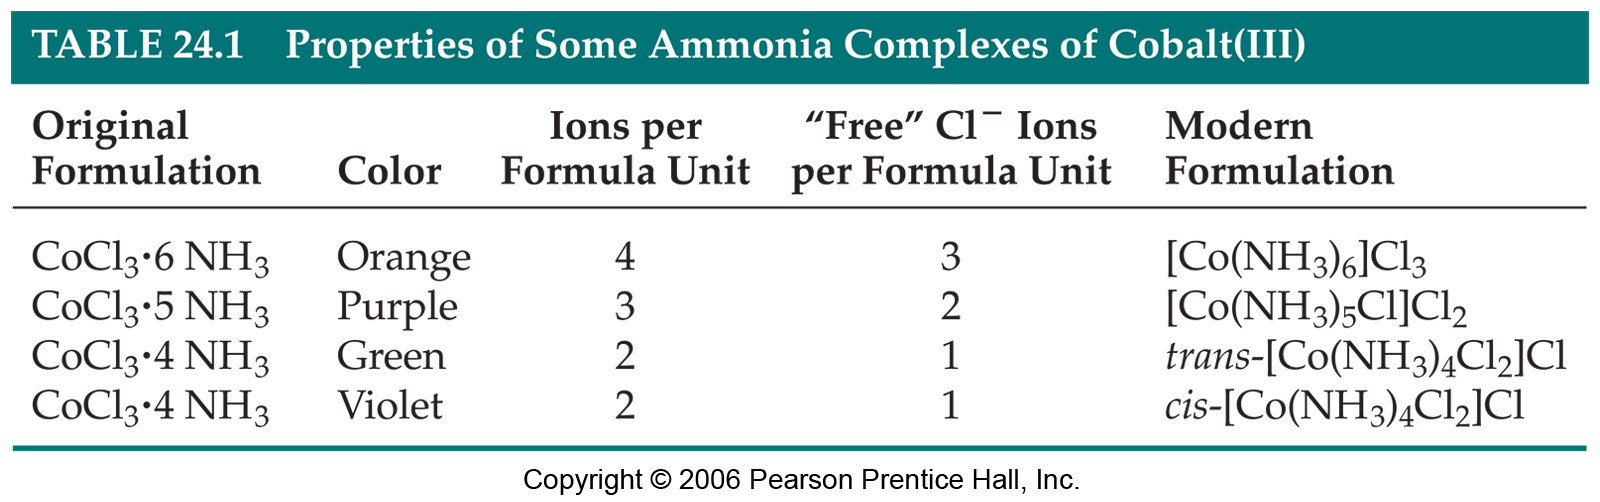 TABLE 24.1 Properties of Some Ammonia Complexes of Cobalt(III)
Original Formulation Color Ions per Formula Unit “Free” Cl⁻ Ions per Formula Unit Modern Formulation
CoCl₃·6 NH₃ Orange 4 3 [Co(NH₃)₆]Cl₃
CoCl₃·5 NH₃ Purple 3 2 [Co(NH₃)₅Cl]Cl₂
CoCl₃·4 NH₃ Green 2 1 trans-[Co(NH₃)₄Cl₂]Cl
CoCl₃·4 NH₃ Violet 2 1 cis-[Co(NH₃)₄Cl₂]Cl
Copyright © 2006 Pearson Prentice Hall, Inc.